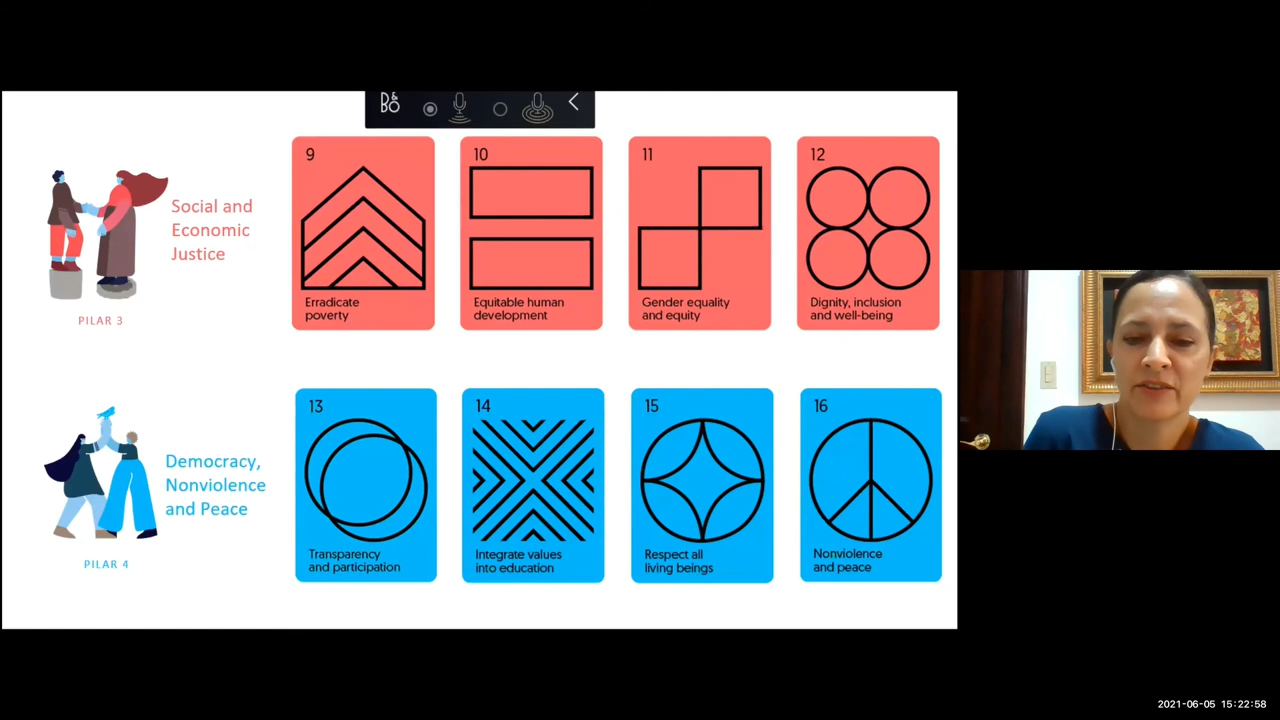 B&
BO
Social and
Economic
Justice
PILAR 3
9
Erradicate
poverty
10
Equitable human
development
11
Gender equality
and equity
12
Dignity, inclusion
and well-being
Democracy,
Nonviolence
and Peace
PILAR 4
13
Transparency
and participation
14
Integrate values
into education
15
Respect all
living beings
16
Nonviolence
and peace
2021-06-05 15:22:58